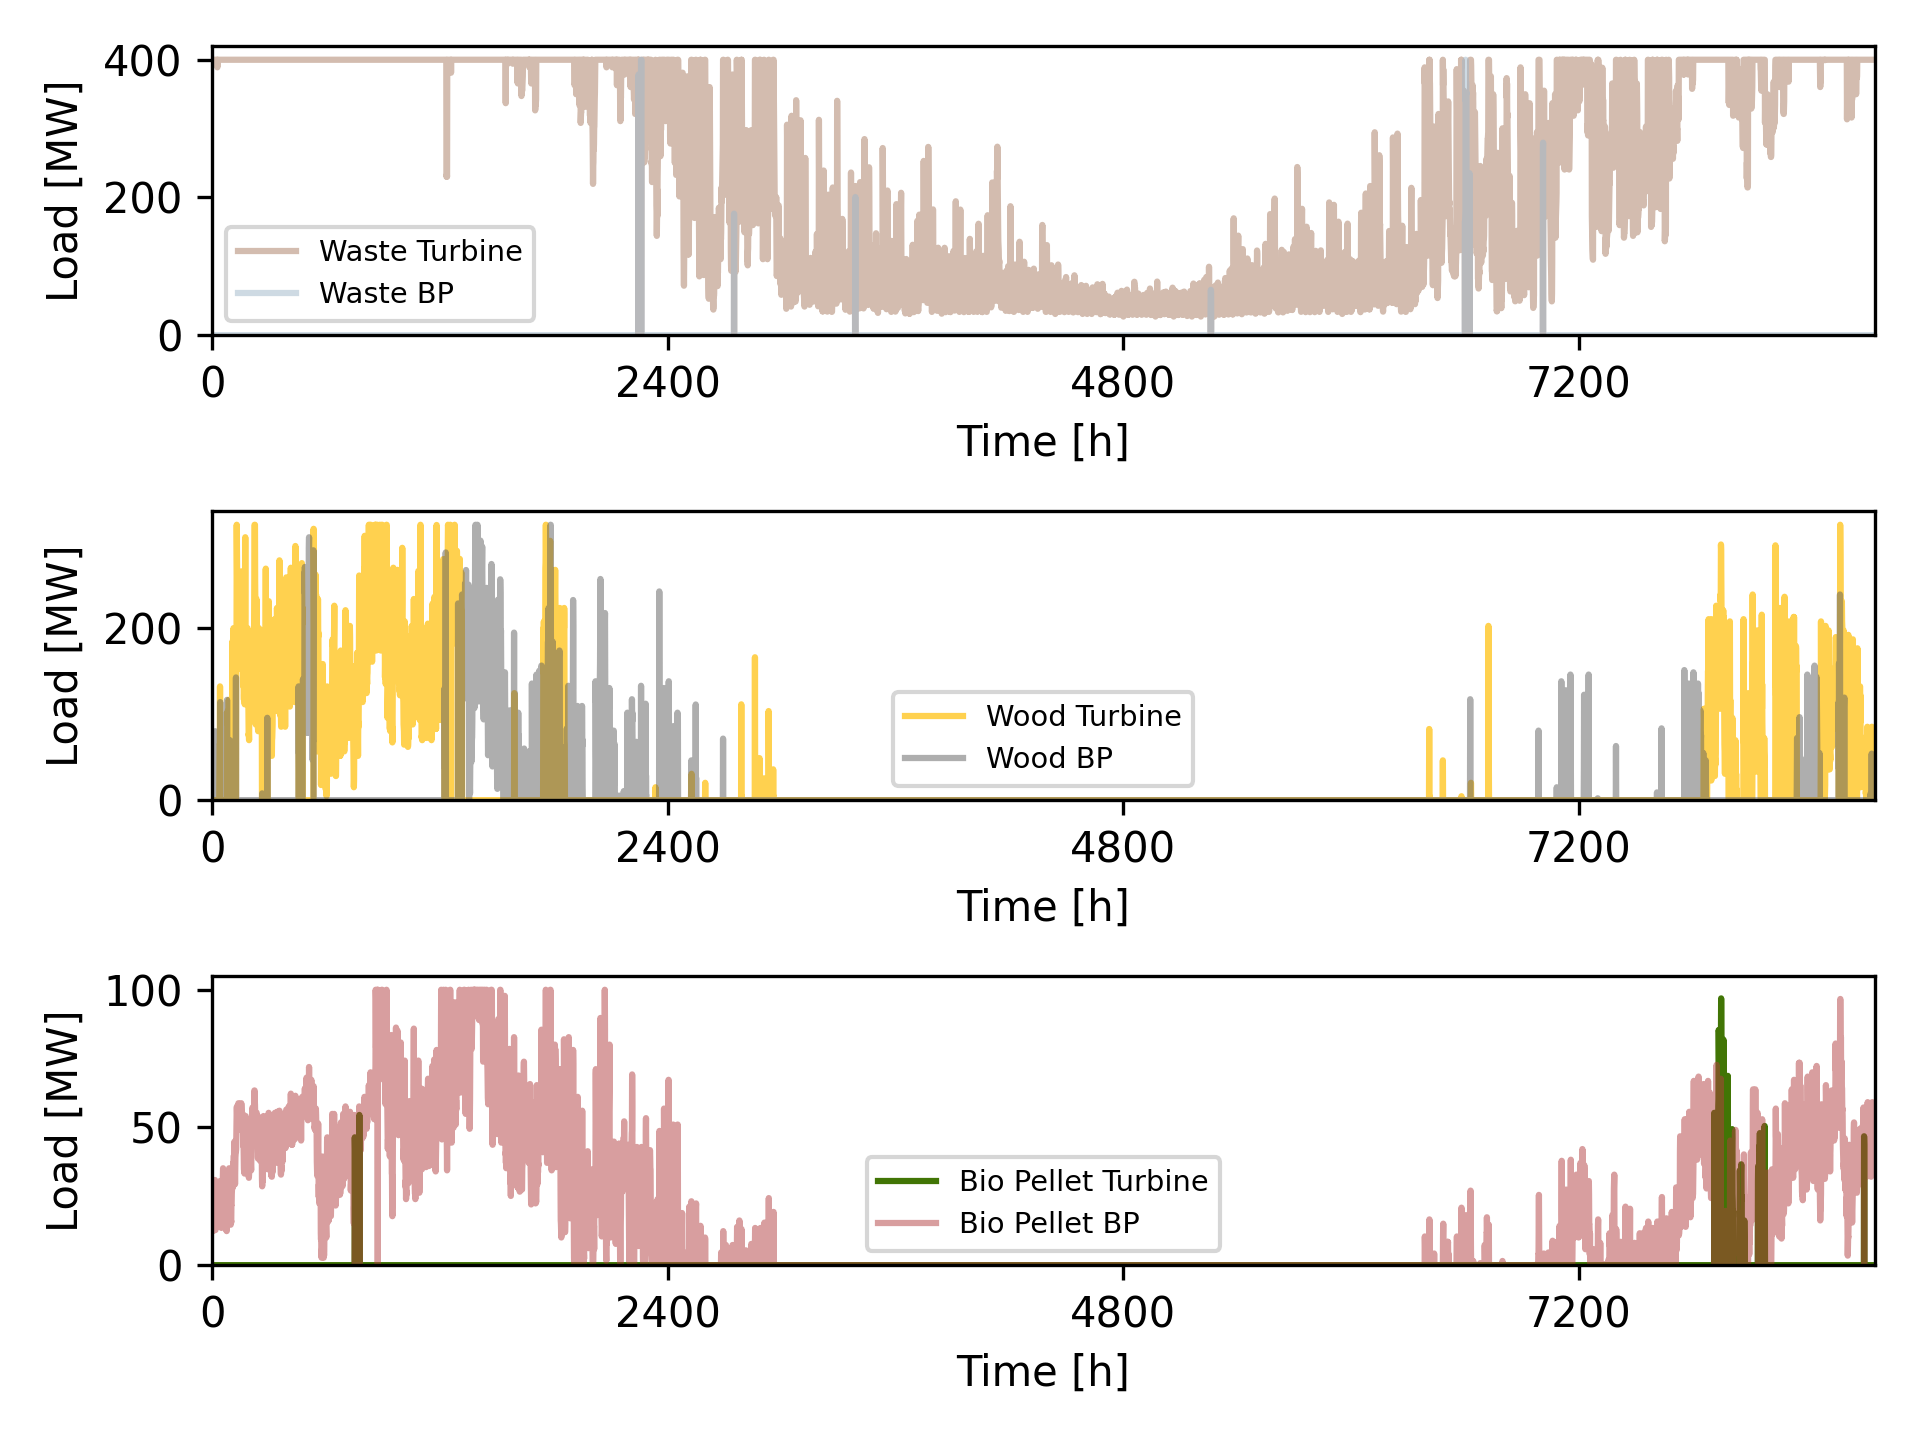 400
200
0
Load [MW]
Waste Turbine
Waste BP
0 2400 4800 7200
Time [h]
200
0
Load [MW]
Wood Turbine
Wood BP
0 2400 4800 7200
Time [h]
100
50
0
Load [MW]
Bio Pellet Turbine
Bio Pellet BP
0 2400 4800 7200
Time [h]